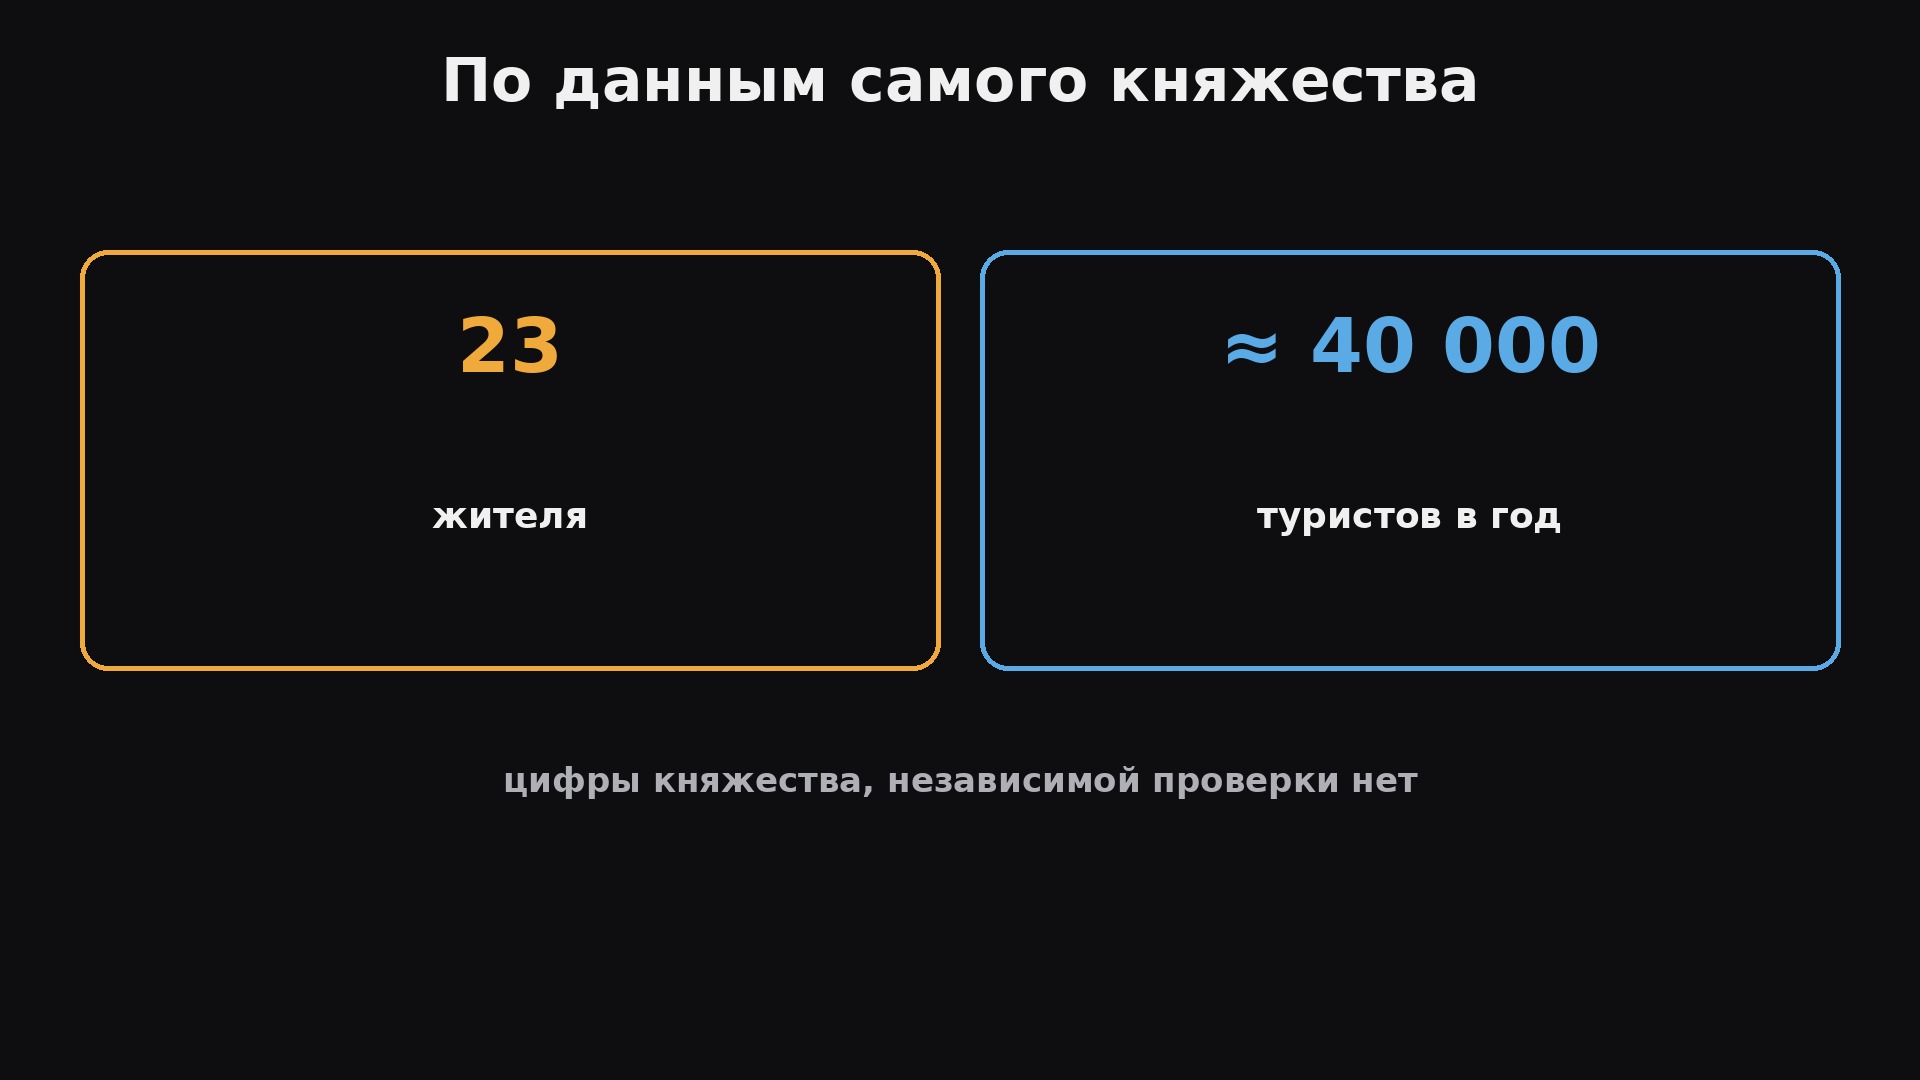 По данным самого княжества
23
жителя
≈ 40 000
туристов в год
цифры княжества, независимой проверки нет